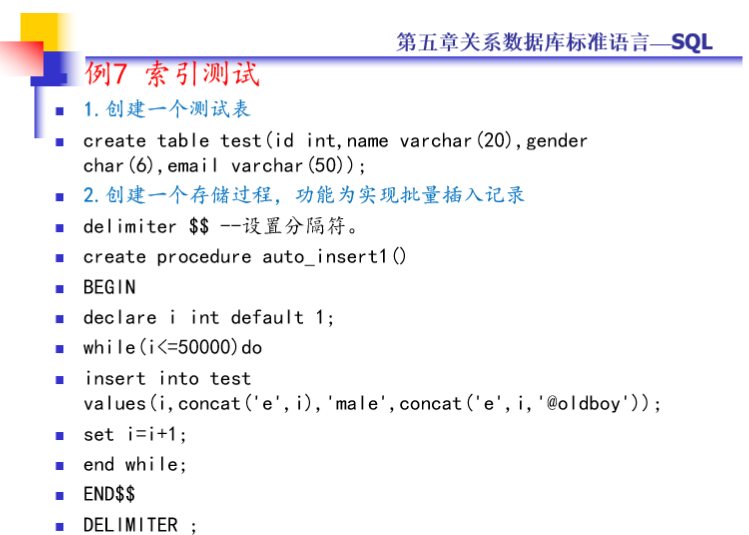 第五章关系数据库标准语言—SQL
例7 索引测试
1.创建一个测试表
create table test(id int,name varchar(20),gender
char(6),email varchar(50));
2.创建一个存储过程，功能为实现批量插入记录
delimiter $$ --设置分隔符。
create procedure auto_insert1()
BEGIN
declare i int default 1;
while(i<=50000)do
insert into test
values(i,concat('e',i),'male',concat('e',i,'@oldboy'));
set i=i+1;
end while;
END$$
DELIMITER ;